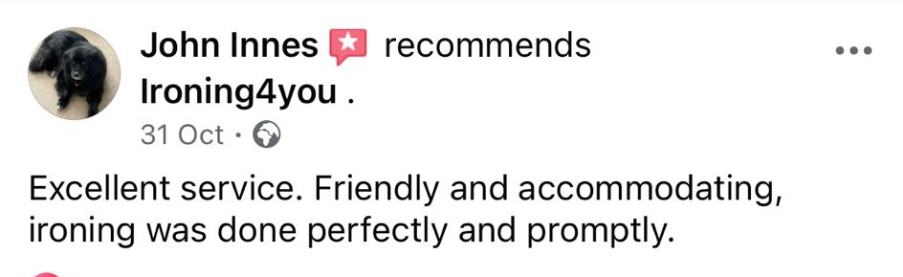 John Innes recommends
Ironing4you .
31 Oct ·
Excellent service. Friendly and accommodating,
ironing was done perfectly and promptly.